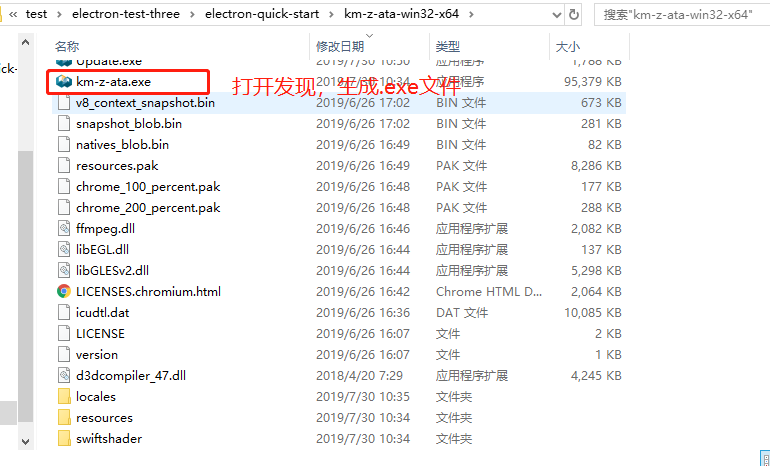 « test › electron-test-three › electron-quick-start › km-z-ata-win32-x64 ›
搜索"km-z-ata-win32-x64"
名称 修改日期 类型 大小
Update.exe 2019/7/30 10:50 应用程序 1,788 KB
km-z-ata.exe 2019/7/30 10:34 应用程序 95,379 KB
打开发现，生成.exe文件
v8_context_snapshot.bin 2019/6/26 17:02 BIN 文件 673 KB
snapshot_blob.bin 2019/6/26 17:02 BIN 文件 281 KB
natives_blob.bin 2019/6/26 16:49 BIN 文件 82 KB
resources.pak 2019/6/26 16:49 PAK 文件 8,286 KB
chrome_100_percent.pak 2019/6/26 16:48 PAK 文件 177 KB
chrome_200_percent.pak 2019/6/26 16:48 PAK 文件 288 KB
ffmpeg.dll 2019/6/26 16:49 应用程序扩展 2,082 KB
libEGL.dll 2019/6/26 16:49 应用程序扩展 137 KB
libGLESv2.dll 2019/6/26 16:49 应用程序扩展 5,298 KB
LICENSES.chromium.html 2019/6/26 16:42 Chrome HTML D... 2,064 KB
icudtl.dat 2019/6/26 16:31 DAT 文件 10,085 KB
LICENSE 2019/6/26 16:07 文件 2 KB
version 2019/6/26 16:07 文件 1 KB
d3dcompiler_47.dll 2018/4/20 7:29 应用程序扩展 4,245 KB
locales 2019/7/30 10:35 文件夹
resources 2019/7/30 10:34 文件夹
swiftshader 2019/7/30 10:34 文件夹